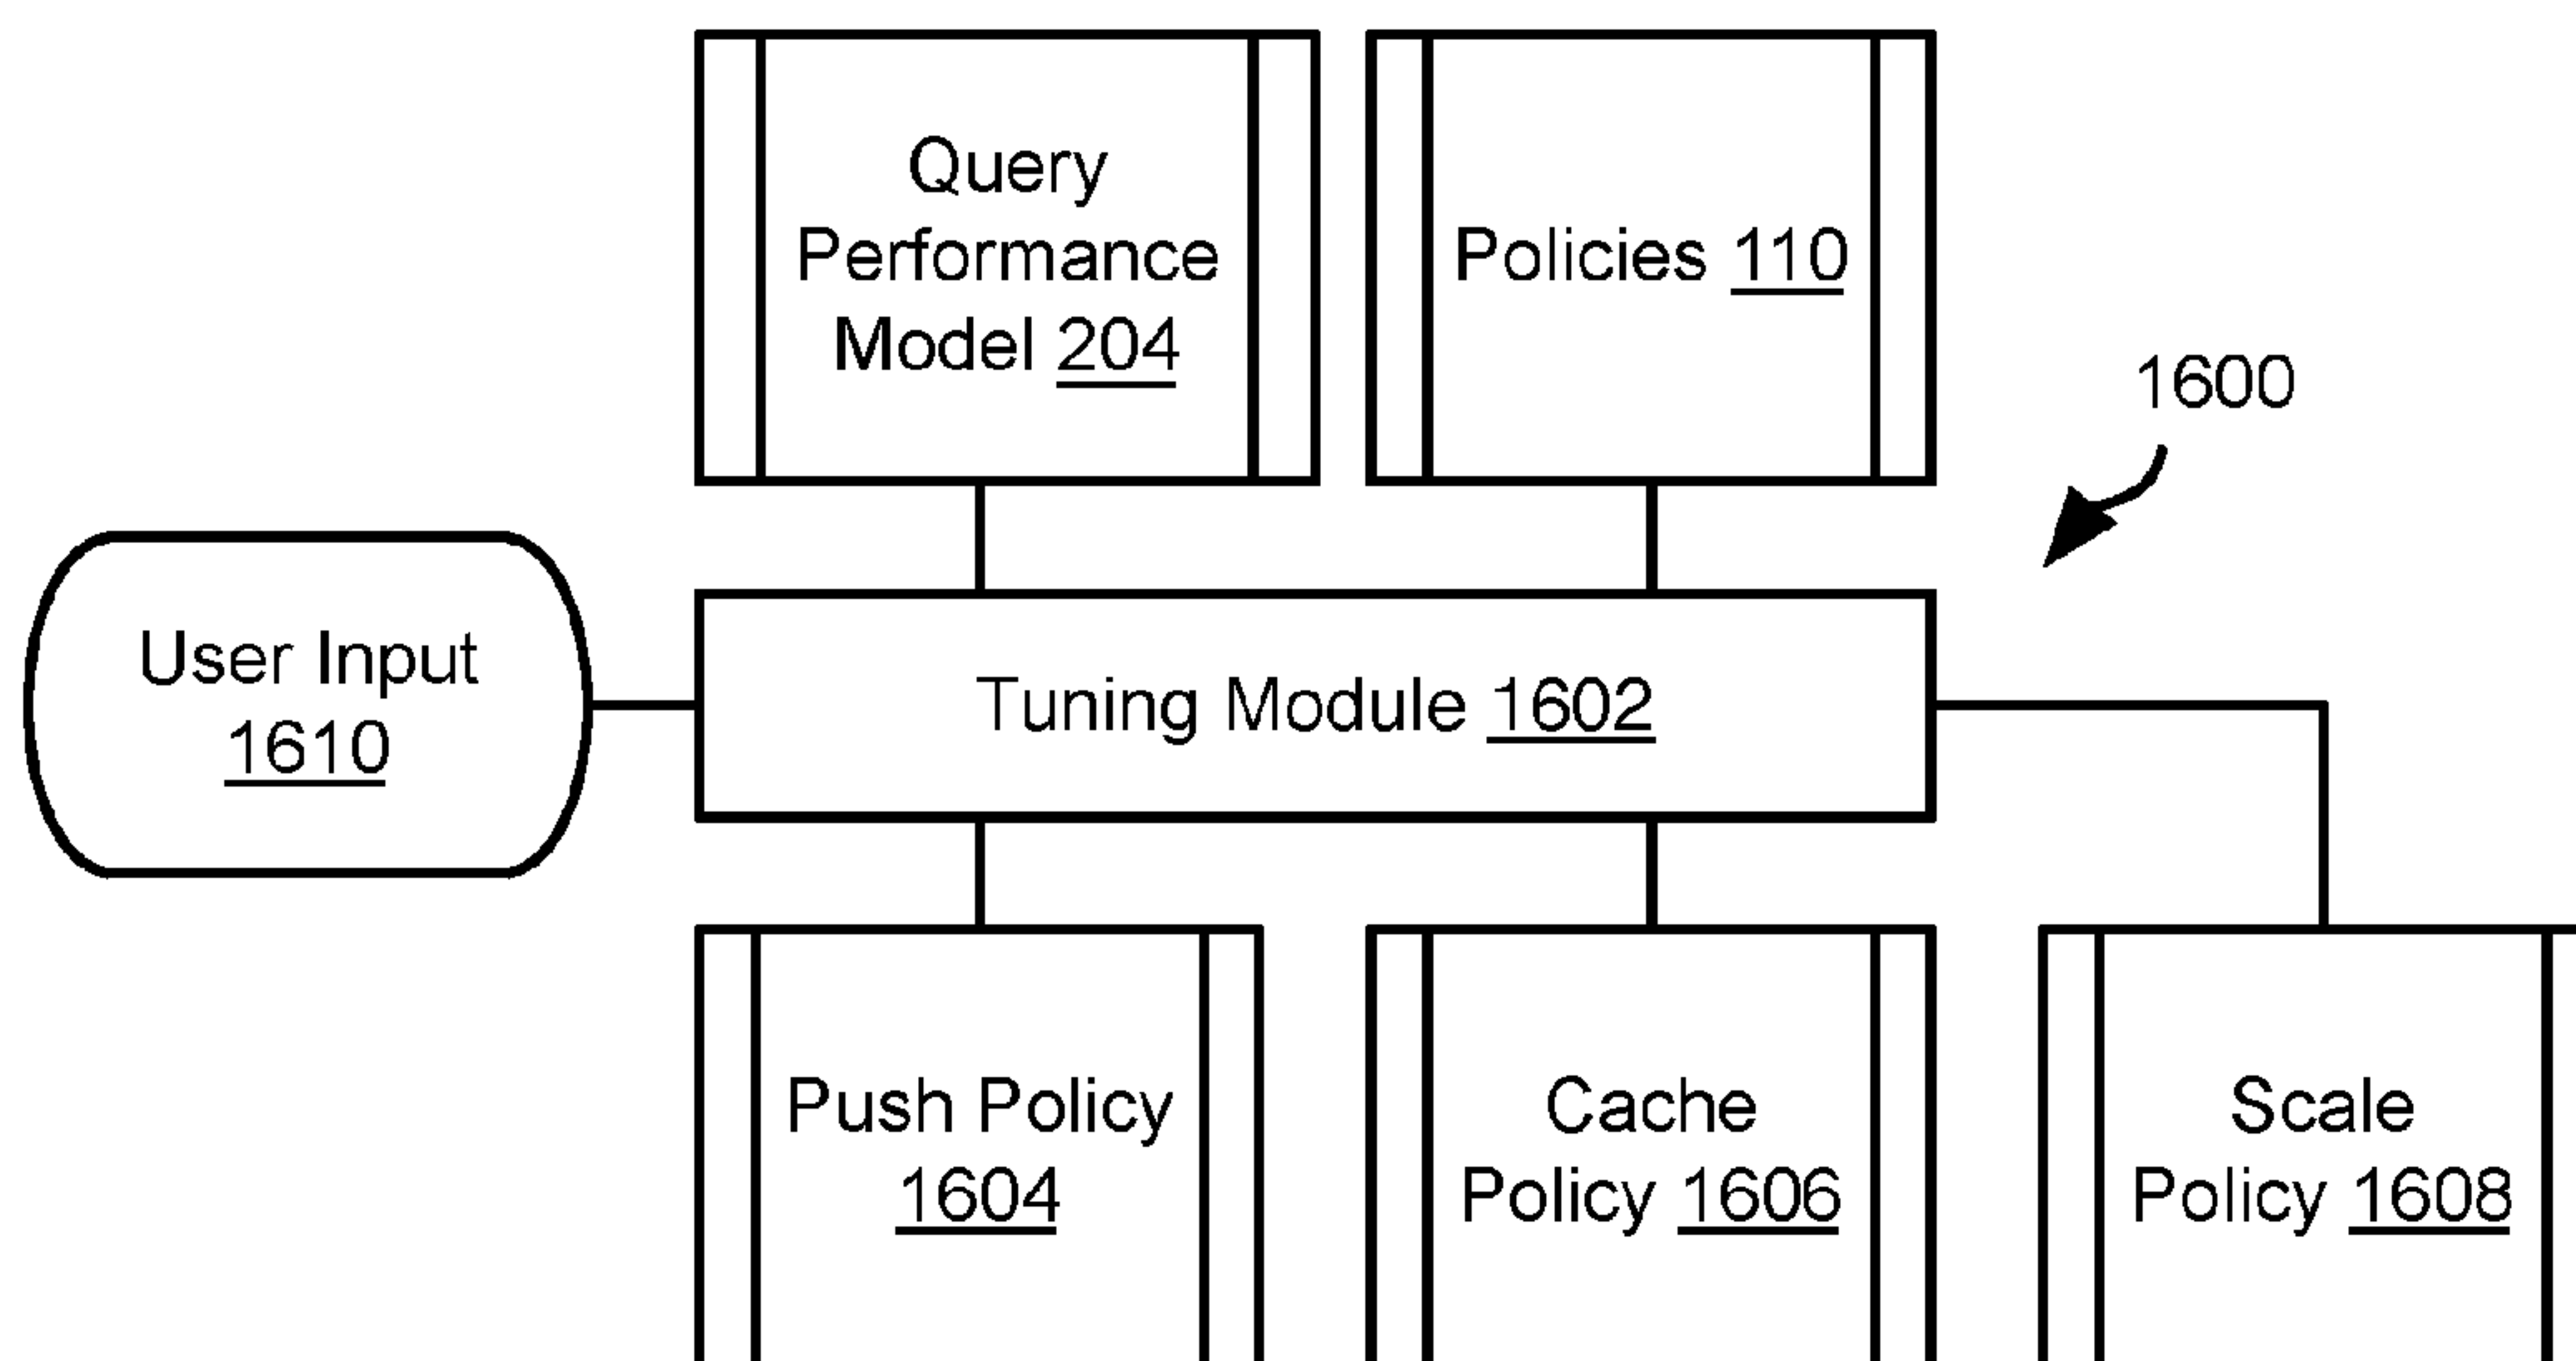 Query
Performance
Model 204
Policies 110
1600
User Input
1610
Tuning Module 1602
Push Policy
1604
Cache
Policy 1606
Scale
Policy 1608